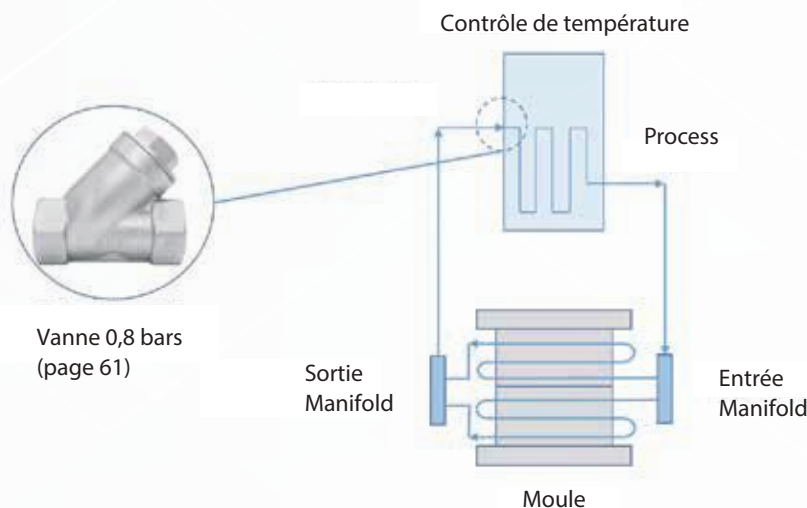 Contrôle de température
Process
Vanne 0,8 bars
(page 61)
Sortie
Manifold
Entrée
Manifold
Moule